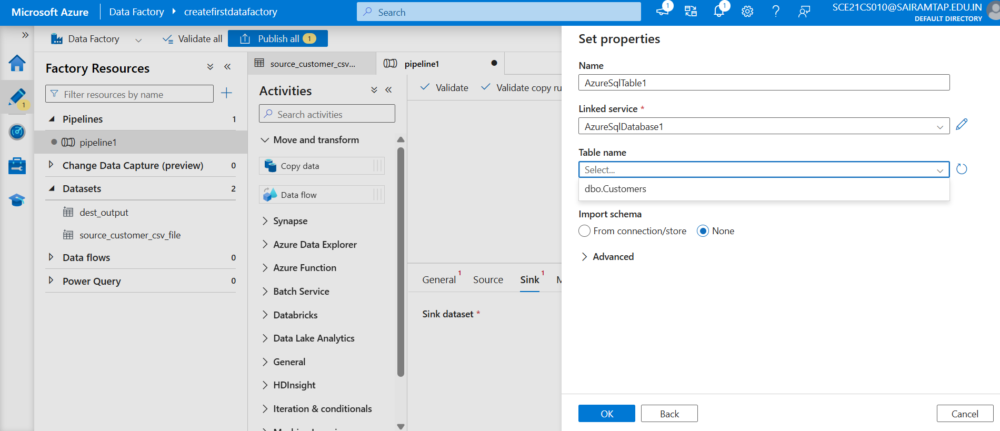 Microsoft Azure
Data Factory
createfirstdatafactory
Search
1
1
SCE21CS010@SAIRAMTAP.EDU.IN
DEFAULT DIRECTORY
Data Factory
Validate all
Publish all 1
1
Factory Resources
Filter resources by name
Pipelines 1
pipeline1
Change Data Capture (preview) 0
Datasets 2
dest_output
source_customer_csv_file
Data flows 0
Power Query 0
source_customer_csv...
pipeline1
Activities
Search activities
Move and transform
Copy data
Data flow
Synapse
Azure Data Explorer
Azure Function
Batch Service
Databricks
Data Lake Analytics
General
HDInsight
Iteration & conditionals
Validate
Validate copy ru
General 1
Source
Sink 1
M
Sink dataset *
Set properties
Name
AzureSqlTable1
Linked service *
AzureSqlDatabase1
Table name
Select...
dbo.Customers
Import schema
From connection/store
None
Advanced
OK
Back
Cancel